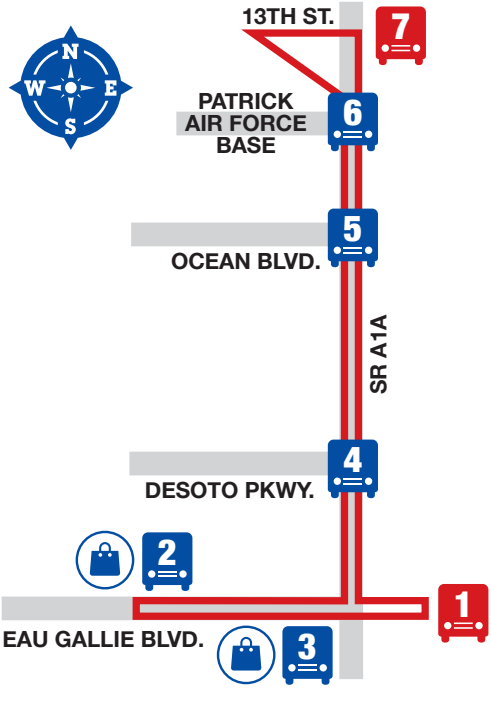 13TH ST.
7
N
W E
S
PATRICK
AIR FORCE
BASE
6
5
OCEAN BLVD.
SR A1A
4
DESOTO PKWY.
2
1
EAU GALLIE BLVD.
3